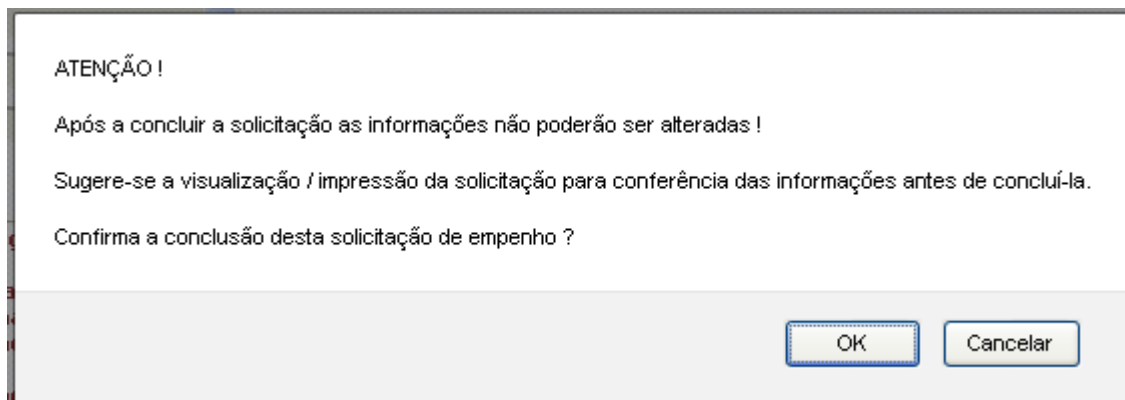 ATENÇÃO !
Após a concluir a solicitação as informações não poderão ser alteradas !
Sugere-se a visualização / impressão da solicitação para conferência das informações antes de concluí-la.
Confirma a conclusão desta solicitação de empenho ?
OK Cancelar